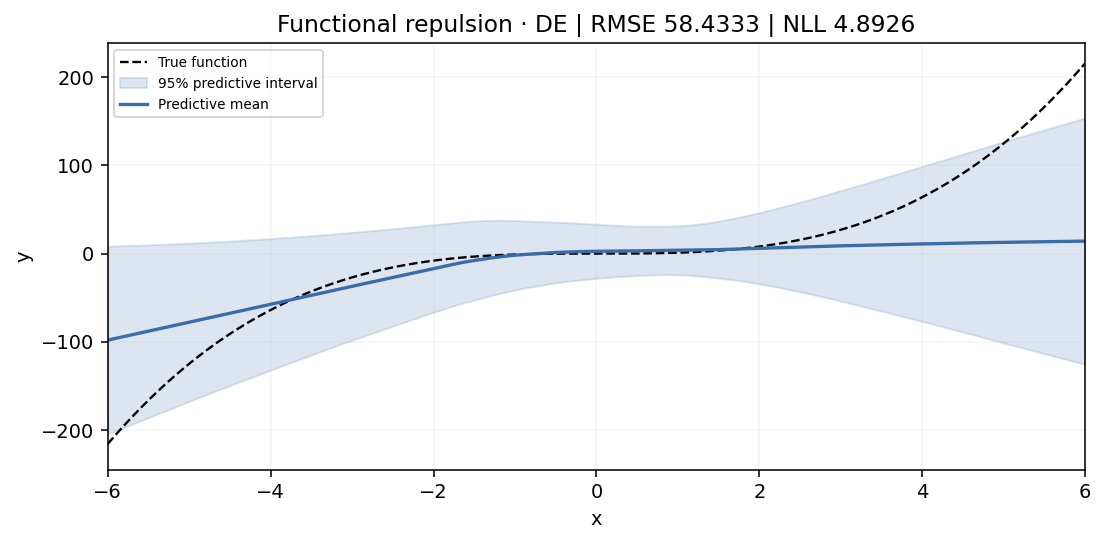 Functional repulsion · DE | RMSE 58.4333 | NLL 4.8926
True function
95% predictive interval
Predictive mean
200
100
0
−100
−200
y
−6 −4 −2 0 2 4 6
x